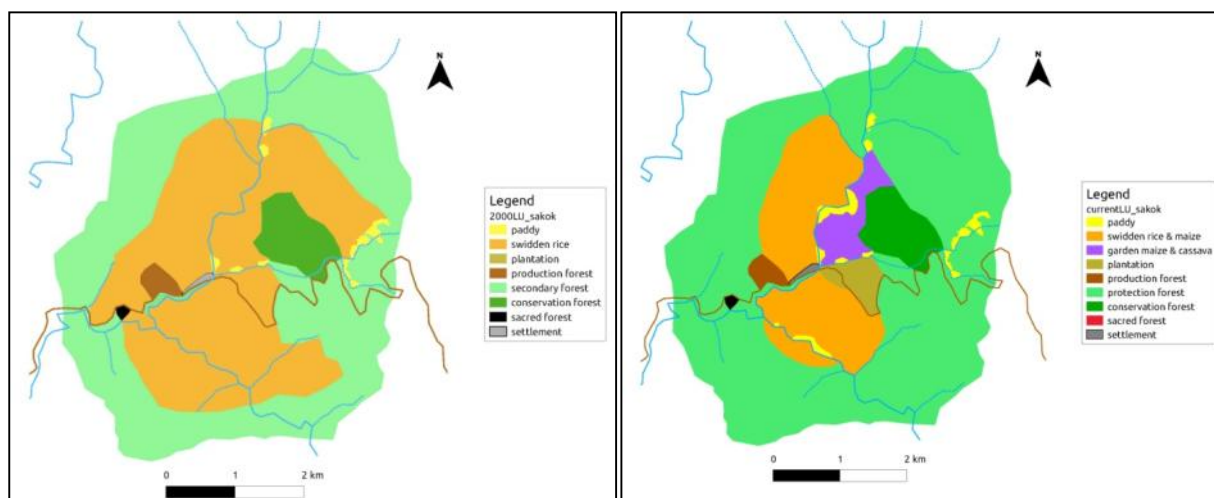 N
Legend
2000LU_sakok
paddy
swidden rice
plantation
production forest
secondary forest
conservation forest
sacred forest
settlement
0 1 2 km
N
Legend
currentLU_sakok
paddy
swidden rice & maize
garden maize & cassava
plantation
production forest
protection forest
conservation forest
sacred forest
settlement
0 1 2 km